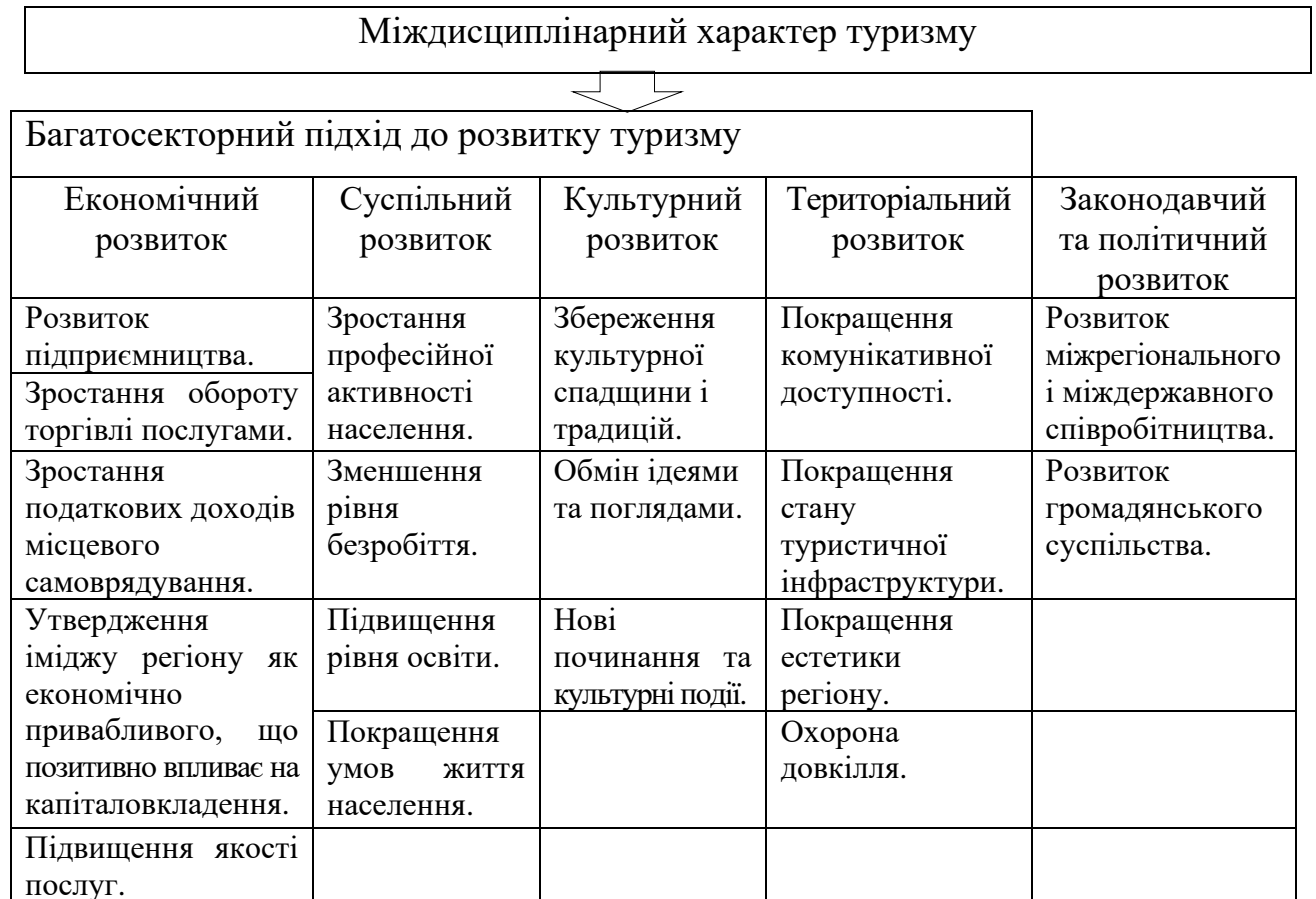 Міждисциплінарний характер туризму
Багатосекторний підхід до розвитку туризму
Економічний
розвиток
Суспільний
розвиток
Культурний
розвиток
Територіальний
розвиток
Законодавчий
та політичний
розвиток
Розвиток
підприємництва.
Зростання обороту
торгівлі послугами.
Зростання
професійної
активності
населення.
Збереження
культурної
спадщини і
традицій.
Покращення
комунікативної
доступності.
Розвиток
міжрегіонального
і міждержавного
співробітництва.
Зростання
податкових доходів
місцевого
самоврядування.
Зменшення
рівня
безробіття.
Обмін ідеями
та поглядами.
Покращення
стану
туристичної
інфраструктури.
Розвиток
громадянського
суспільства.
Утвердження
іміджу регіону як
економічно
привабливого, що
позитивно впливає на
капіталовкладення.
Підвищення
рівня освіти.
Нові
починання та
культурні події.
Покращення
естетики
регіону.
Покращення
умов життя
населення.
Охорона
довкілля.
Підвищення якості
послуг.